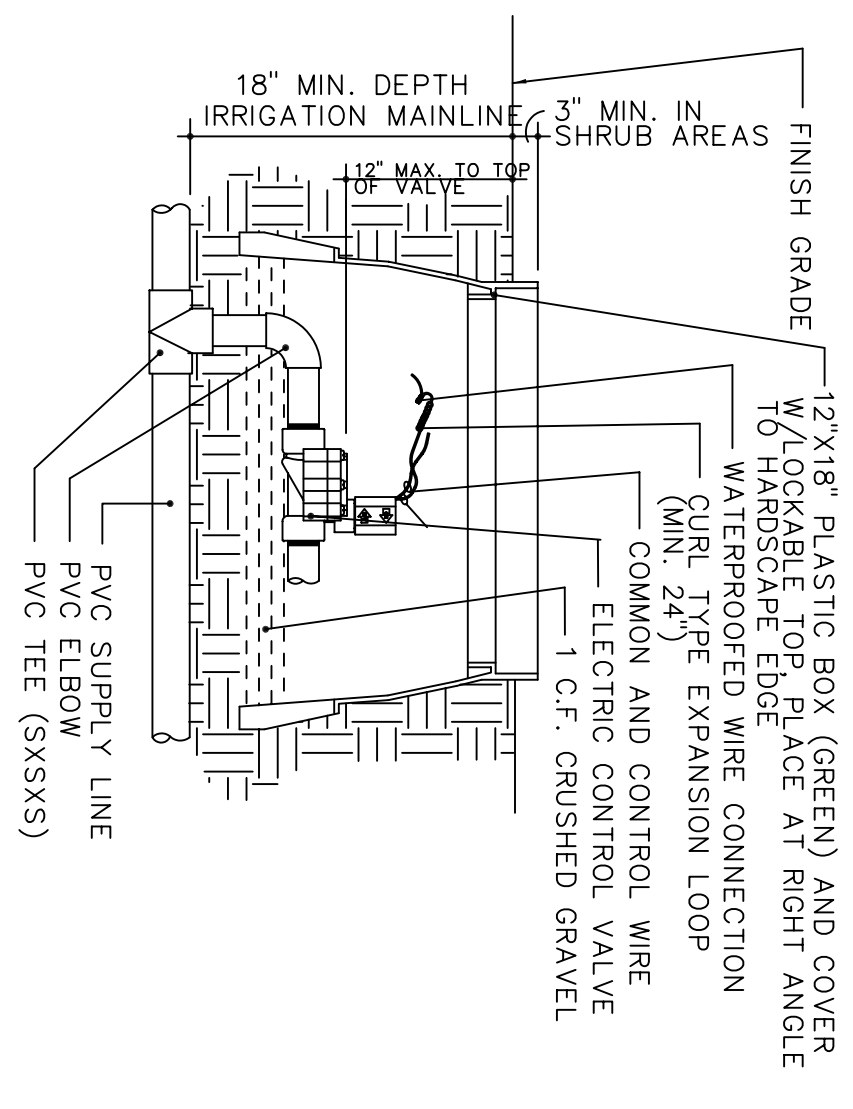 18" MIN. DEPTH
IRRIGATION MAINLINE
3" MIN. IN
SHRUB AREAS
12" MAX. TO TOP
OF VALVE
FINISH GRADE
12"X18" PLASTIC BOX (GREEN) AND COVER
W/LOCKABLE TOP, PLACE AT RIGHT ANGLE
TO HARDSCAPE EDGE
WATERPROOFED WIRE CONNECTION
CURL TYPE EXPANSION LOOP
(MIN. 24")
COMMON AND CONTROL WIRE
ELECTRIC CONTROL VALVE
1 C.F. CRUSHED GRAVEL
PVC SUPPLY LINE
PVC ELBOW
PVC TEE (SXSXS)